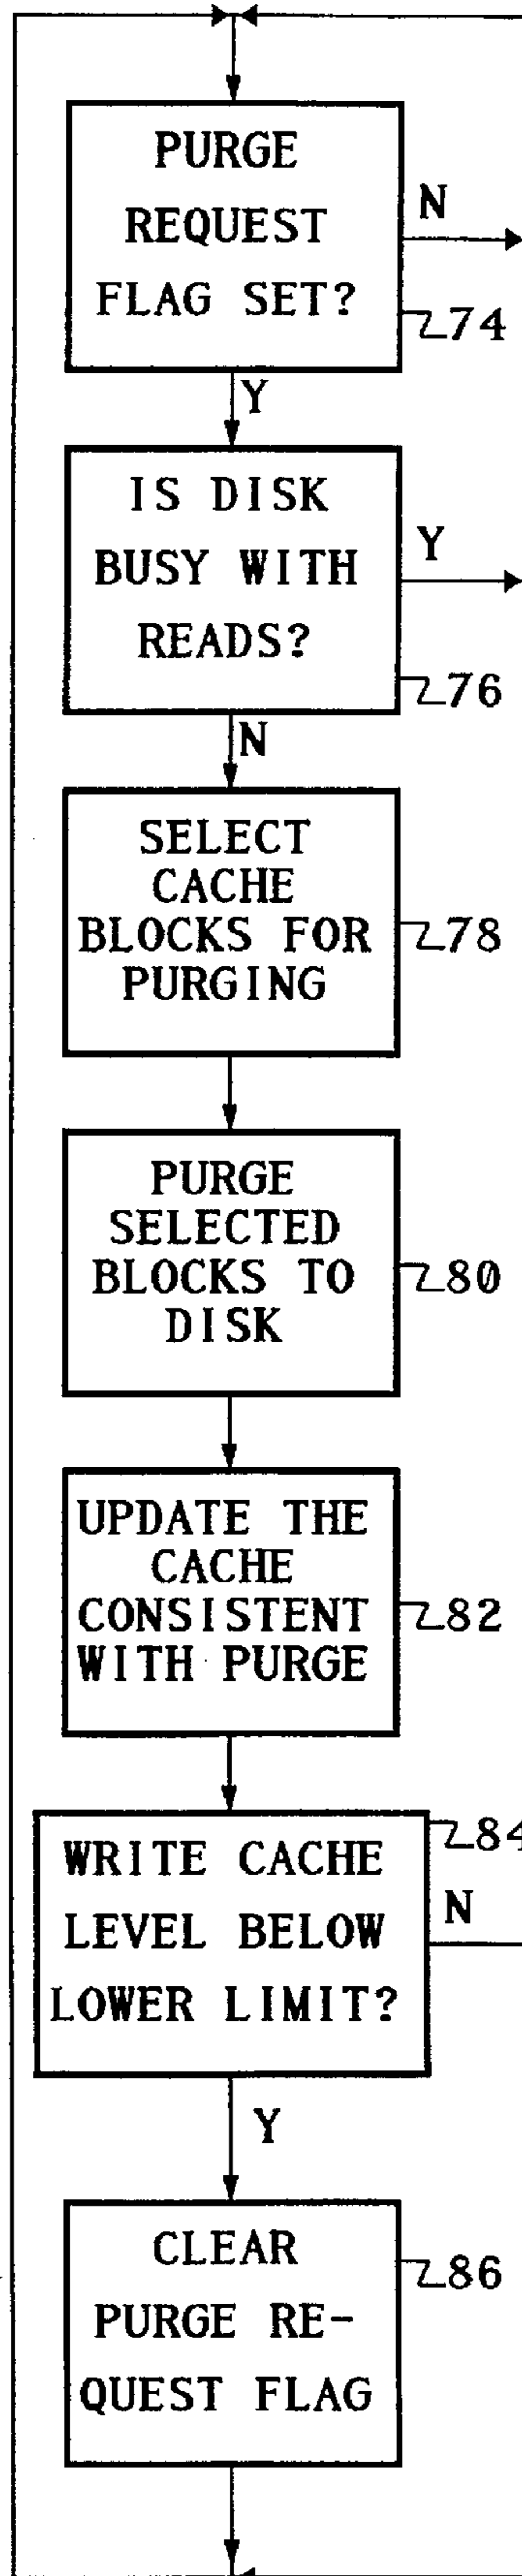 PURGE
REQUEST
FLAG SET?
N
74
Y
IS DISK
BUSY WITH
READS?
Y
76
N
SELECT
CACHE
BLOCKS FOR
PURGING
78
PURGE
SELECTED
BLOCKS TO
DISK
80
UPDATE THE
CACHE
CONSISTENT
WITH PURGE
82
84
WRITE CACHE
LEVEL BELOW
LOWER LIMIT?
N
Y
CLEAR
PURGE RE-
QUEST FLAG
86